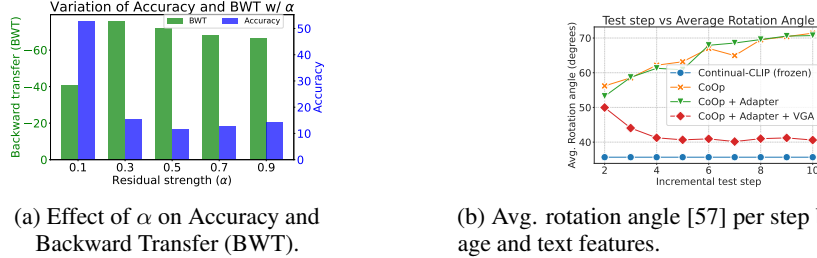 Variation of Accuracy and BWT w/ α
BWT
Accuracy
Backward transfer (BWT)
−60
−40
−20
0
50
40
30
20
10
0
Accuracy
0.1 0.3 0.5 0.7 0.9
Residual strength (α)
(a) Effect of α on Accuracy and
Backward Transfer (BWT).
Test step vs Average Rotation Angle
Avg. Rotation angle (degrees)
70
60
50
40
Continual-CLIP (frozen)
CoOp
CoOp + Adapter
CoOp + Adapter + VGA
2 4 6 8 10
Incremental test step
(b) Avg. rotation angle [57] per step
age and text features.